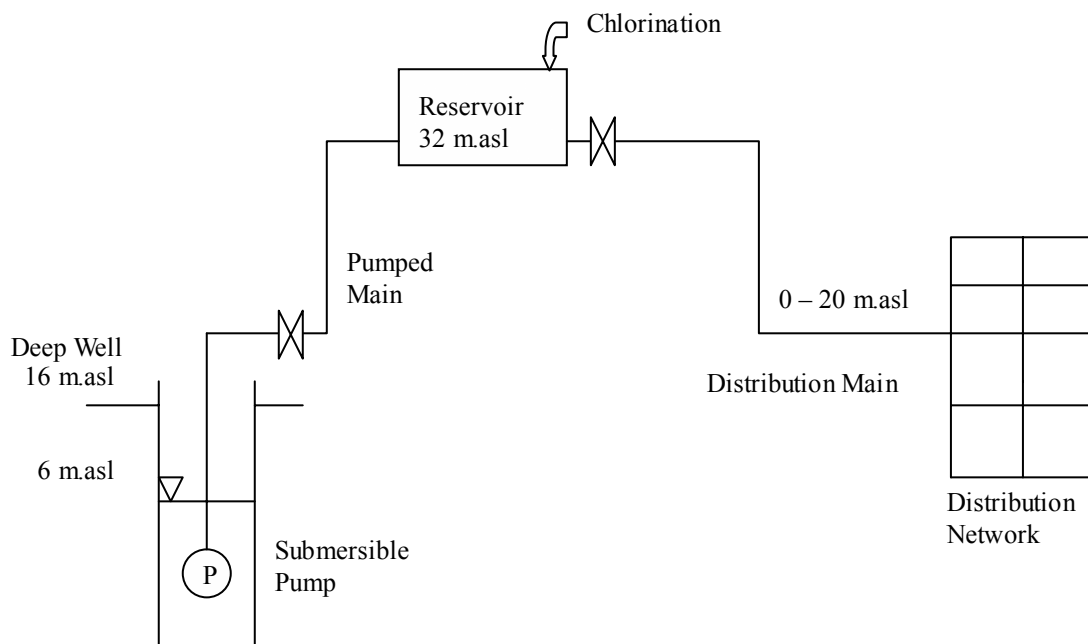 Chlorination
Reservoir
32 m.asl
Pumped
Main
0 – 20 m.asl
Deep Well
16 m.asl
Distribution Main
6 m.asl
Distribution
Network
Submersible
Pump
P